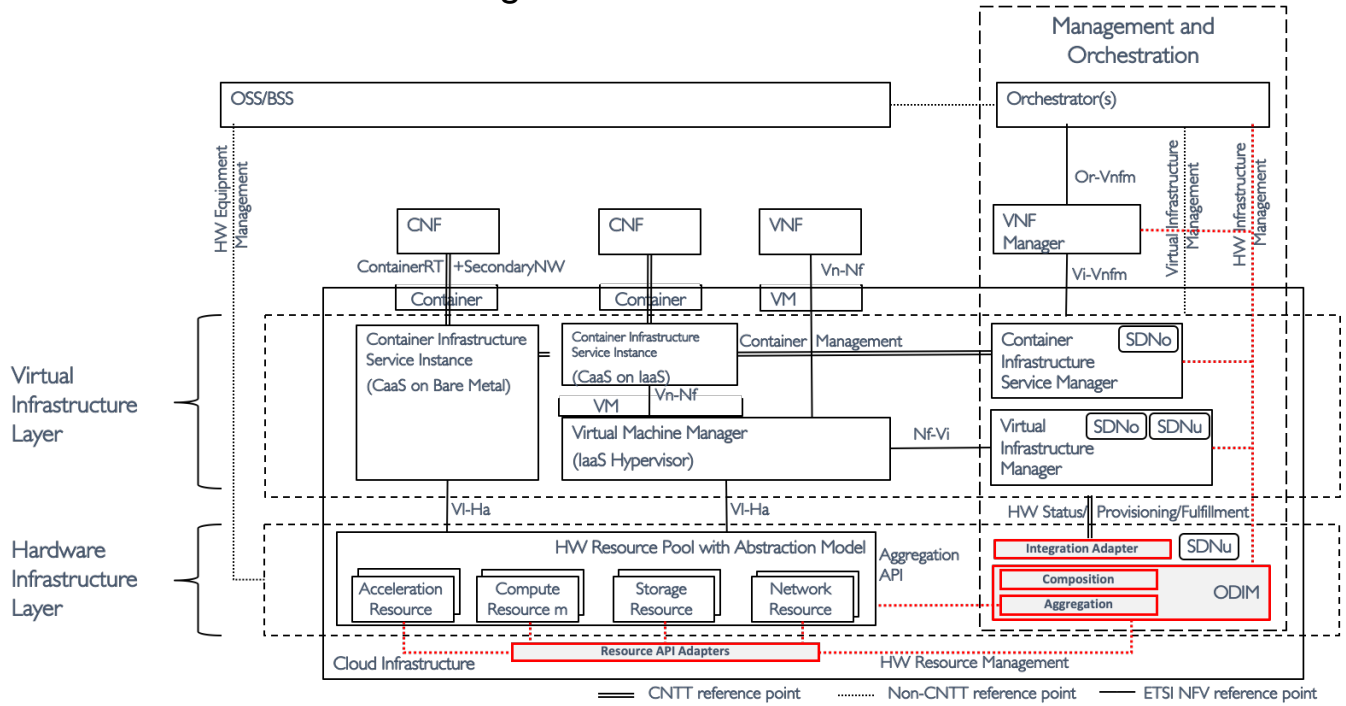 Management and
Orchestration
OSS/BSS
Orchestrator(s)
HW Equipment
Management
Or-Vnfm
Virtual Infrastructure
Management
HW Infrastructure
Management
CNF
CNF
VNF
VNF
Manager
ContainerRT +SecondaryNW
Vn-Nf
Vi-Vnfm
Container
Container
VM
Virtual
Infrastructure
Layer
Container Infrastructure
Service Instance
(CaaS on Bare Metal)
Container Infrastructure
Service Instance
(CaaS on IaaS)
Container Management
Container
Infrastructure
Service Manager
SDNo
VM
Vn-Nf
Virtual Machine Manager
(IaaS Hypervisor)
Nf-Vi
Virtual
Infrastructure
Manager
SDNo
SDNu
VI-Ha
VI-Ha
HW Status/ Provisioning/Fulfillment
Hardware
Infrastructure
Layer
HW Resource Pool with Abstraction Model
Acceleration
Resource
Compute
Resource m
Storage
Resource
Network
Resource
Aggregation
API
Integration Adapter
SDNu
Composition
Aggregation
ODIM
Resource API Adapters
Cloud Infrastructure
HW Resource Management
CNTT reference point
Non-CNTT reference point
ETSI NFV reference point